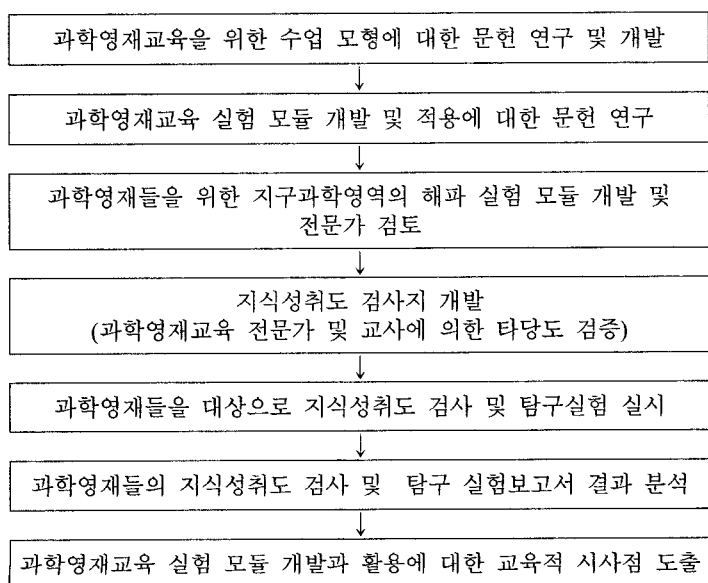 과학영재교육을 위한 수업 모형에 대한 문헌 연구 및 개발
↓
과학영재교육 실험 모듈 개발 및 적용에 대한 문헌 연구
↓
과학영재들을 위한 지구과학영역의 해파 실험 모듈 개발 및
전문가 검토
↓
지식성취도 검사지 개발
(과학영재교육 전문가 및 교사에 의한 타당도 검증)
↓
과학영재들을 대상으로 지식성취도 검사 및 탐구실험 실시
↓
과학영재들의 지식성취도 검사 및 탐구 실험보고서 결과 분석
↓
과학영재교육 실험 모듈 개발과 활용에 대한 교육적 시사점 도출